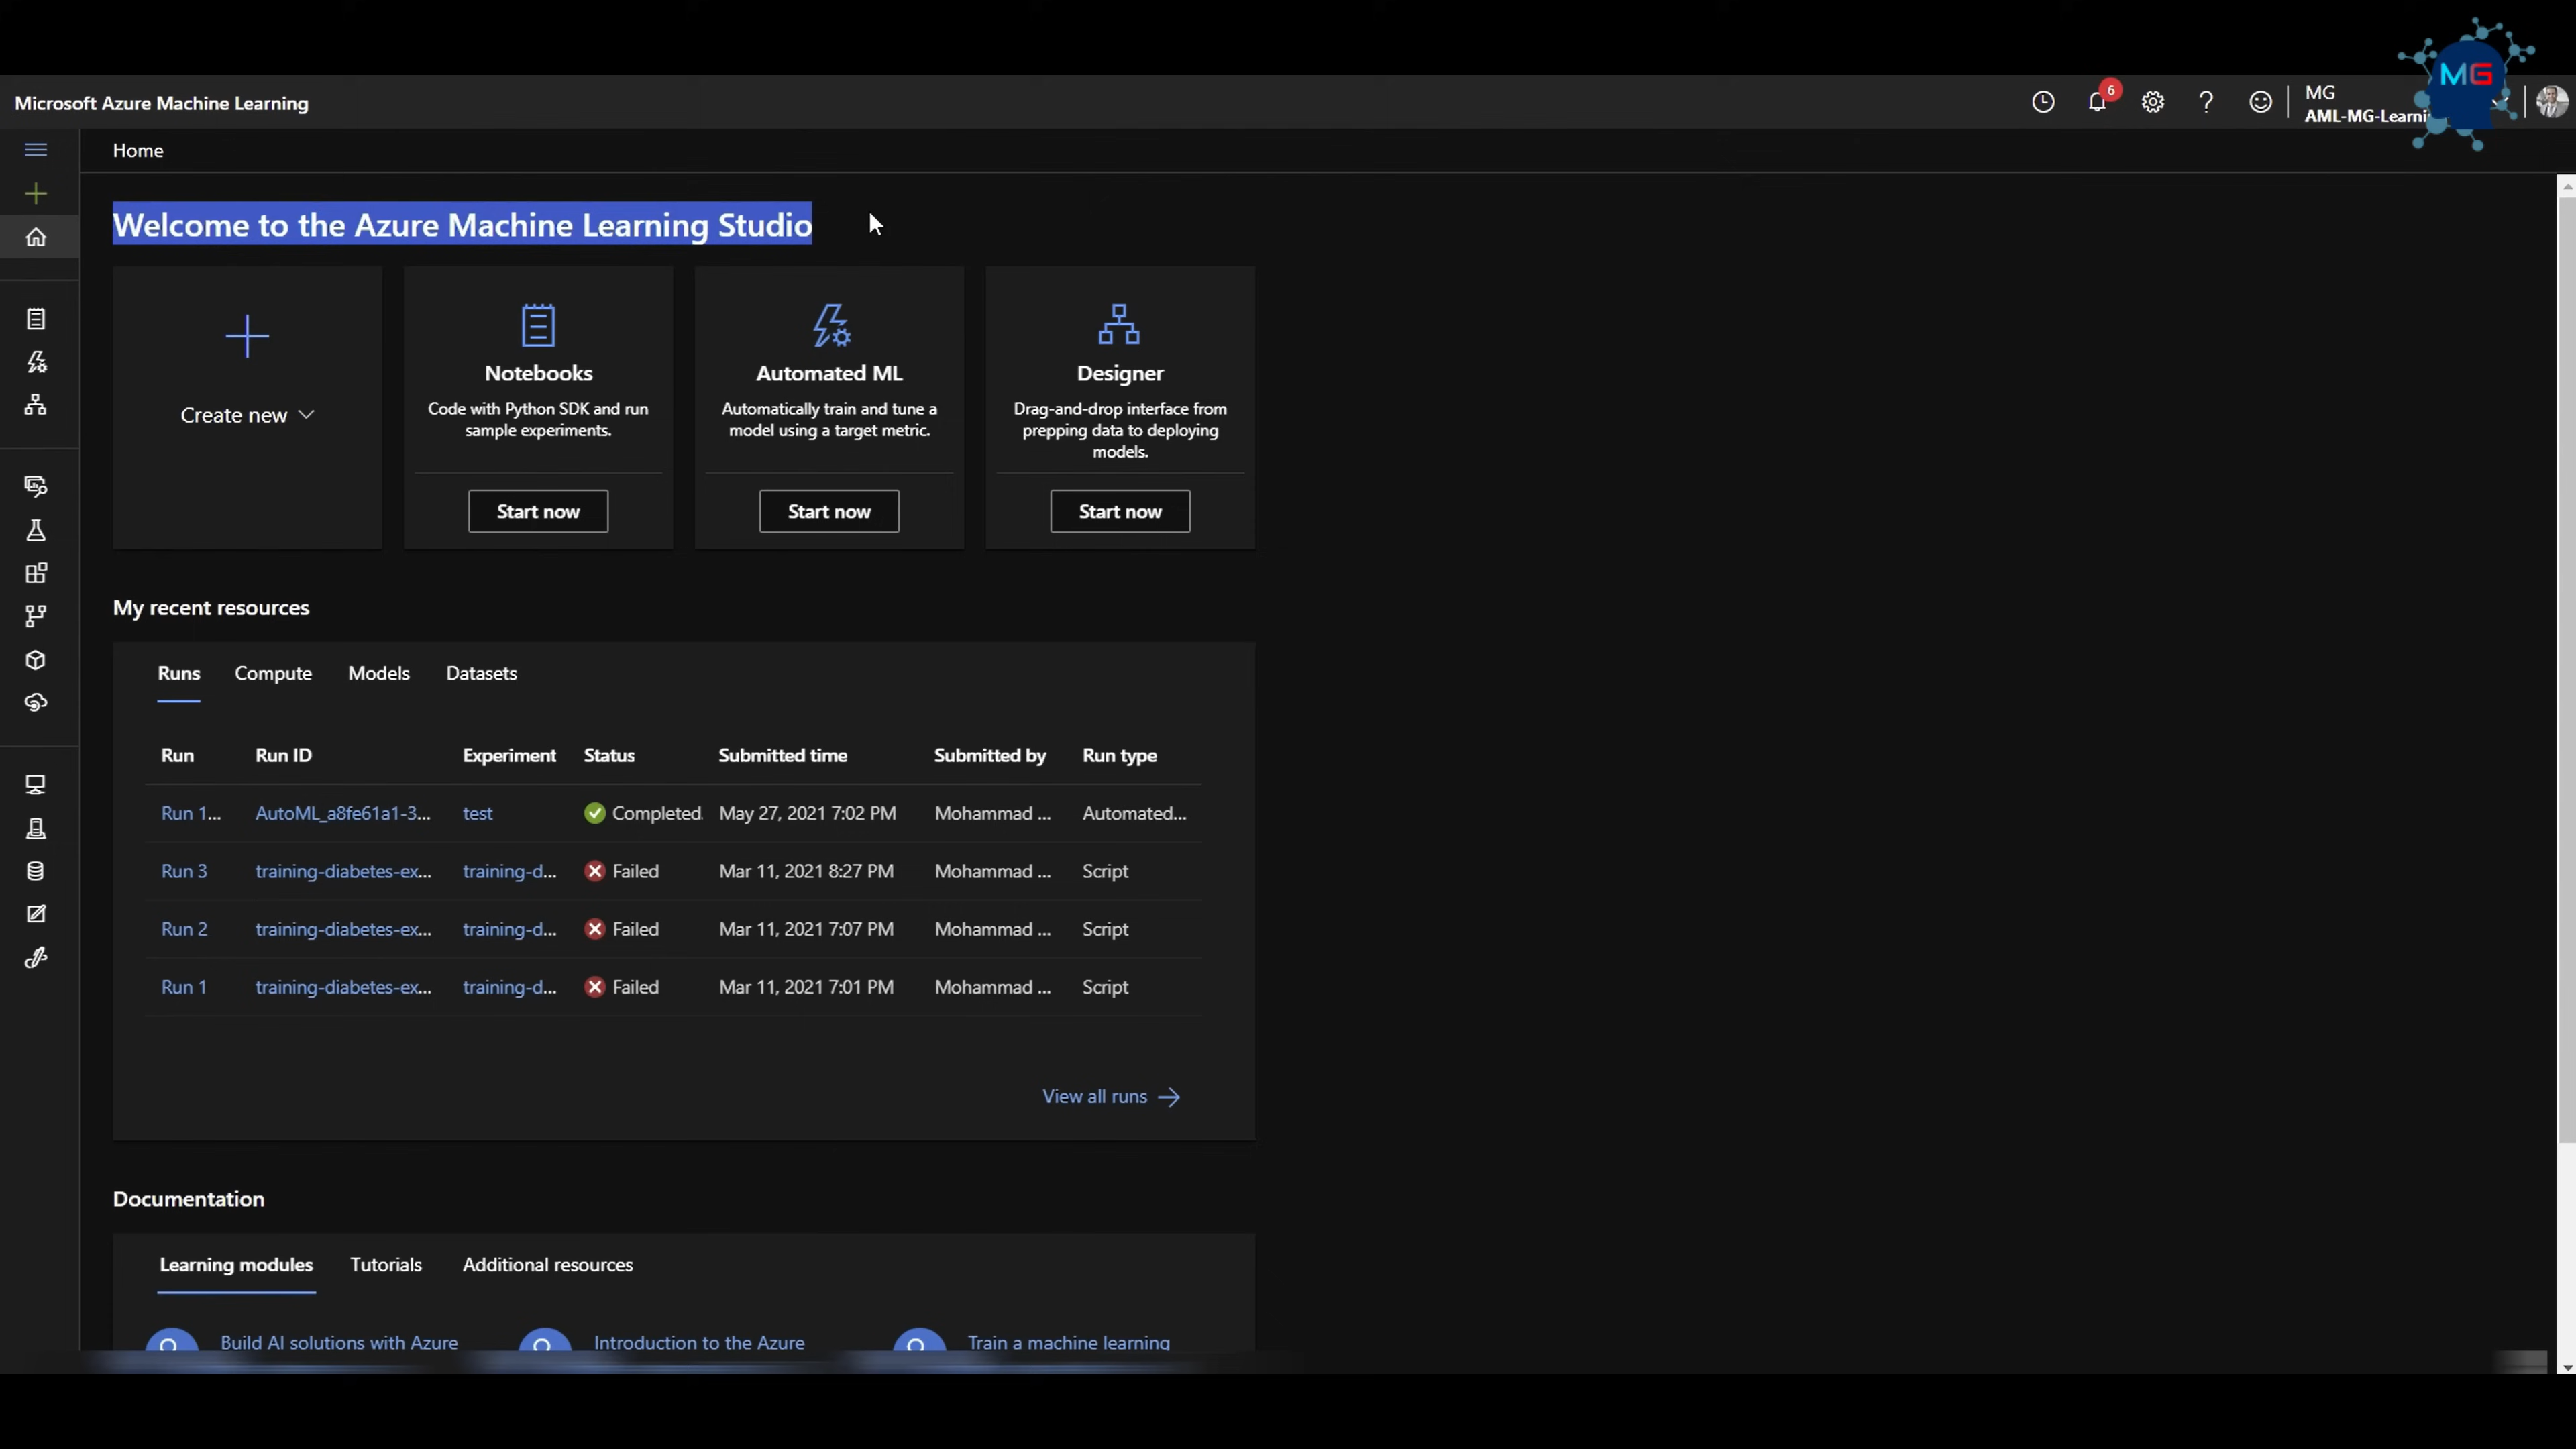 MG
Microsoft Azure Machine Learning
6
MG
AML-MG-Learni
Home
Welcome to the Azure Machine Learning Studio
Create new
Notebooks
Code with Python SDK and run
sample experiments.
Start now
Automated ML
Automatically train and tune a
model using a target metric.
Start now
Designer
Drag-and-drop interface from
prepping data to deploying
models.
Start now
My recent resources
Runs Compute Models Datasets
Run Run ID Experiment Status Submitted time Submitted by Run type
Run 1... AutoML_a8fe61a1-3... test Completed May 27, 2021 7:02 PM Mohammad ... Automated...
Run 3 training-diabetes-ex... training-d... Failed Mar 11, 2021 8:27 PM Mohammad ... Script
Run 2 training-diabetes-ex... training-d... Failed Mar 11, 2021 7:07 PM Mohammad ... Script
Run 1 training-diabetes-ex... training-d... Failed Mar 11, 2021 7:01 PM Mohammad ... Script
View all runs
Documentation
Learning modules Tutorials Additional resources
Build AI solutions with Azure Introduction to the Azure Train a machine learning